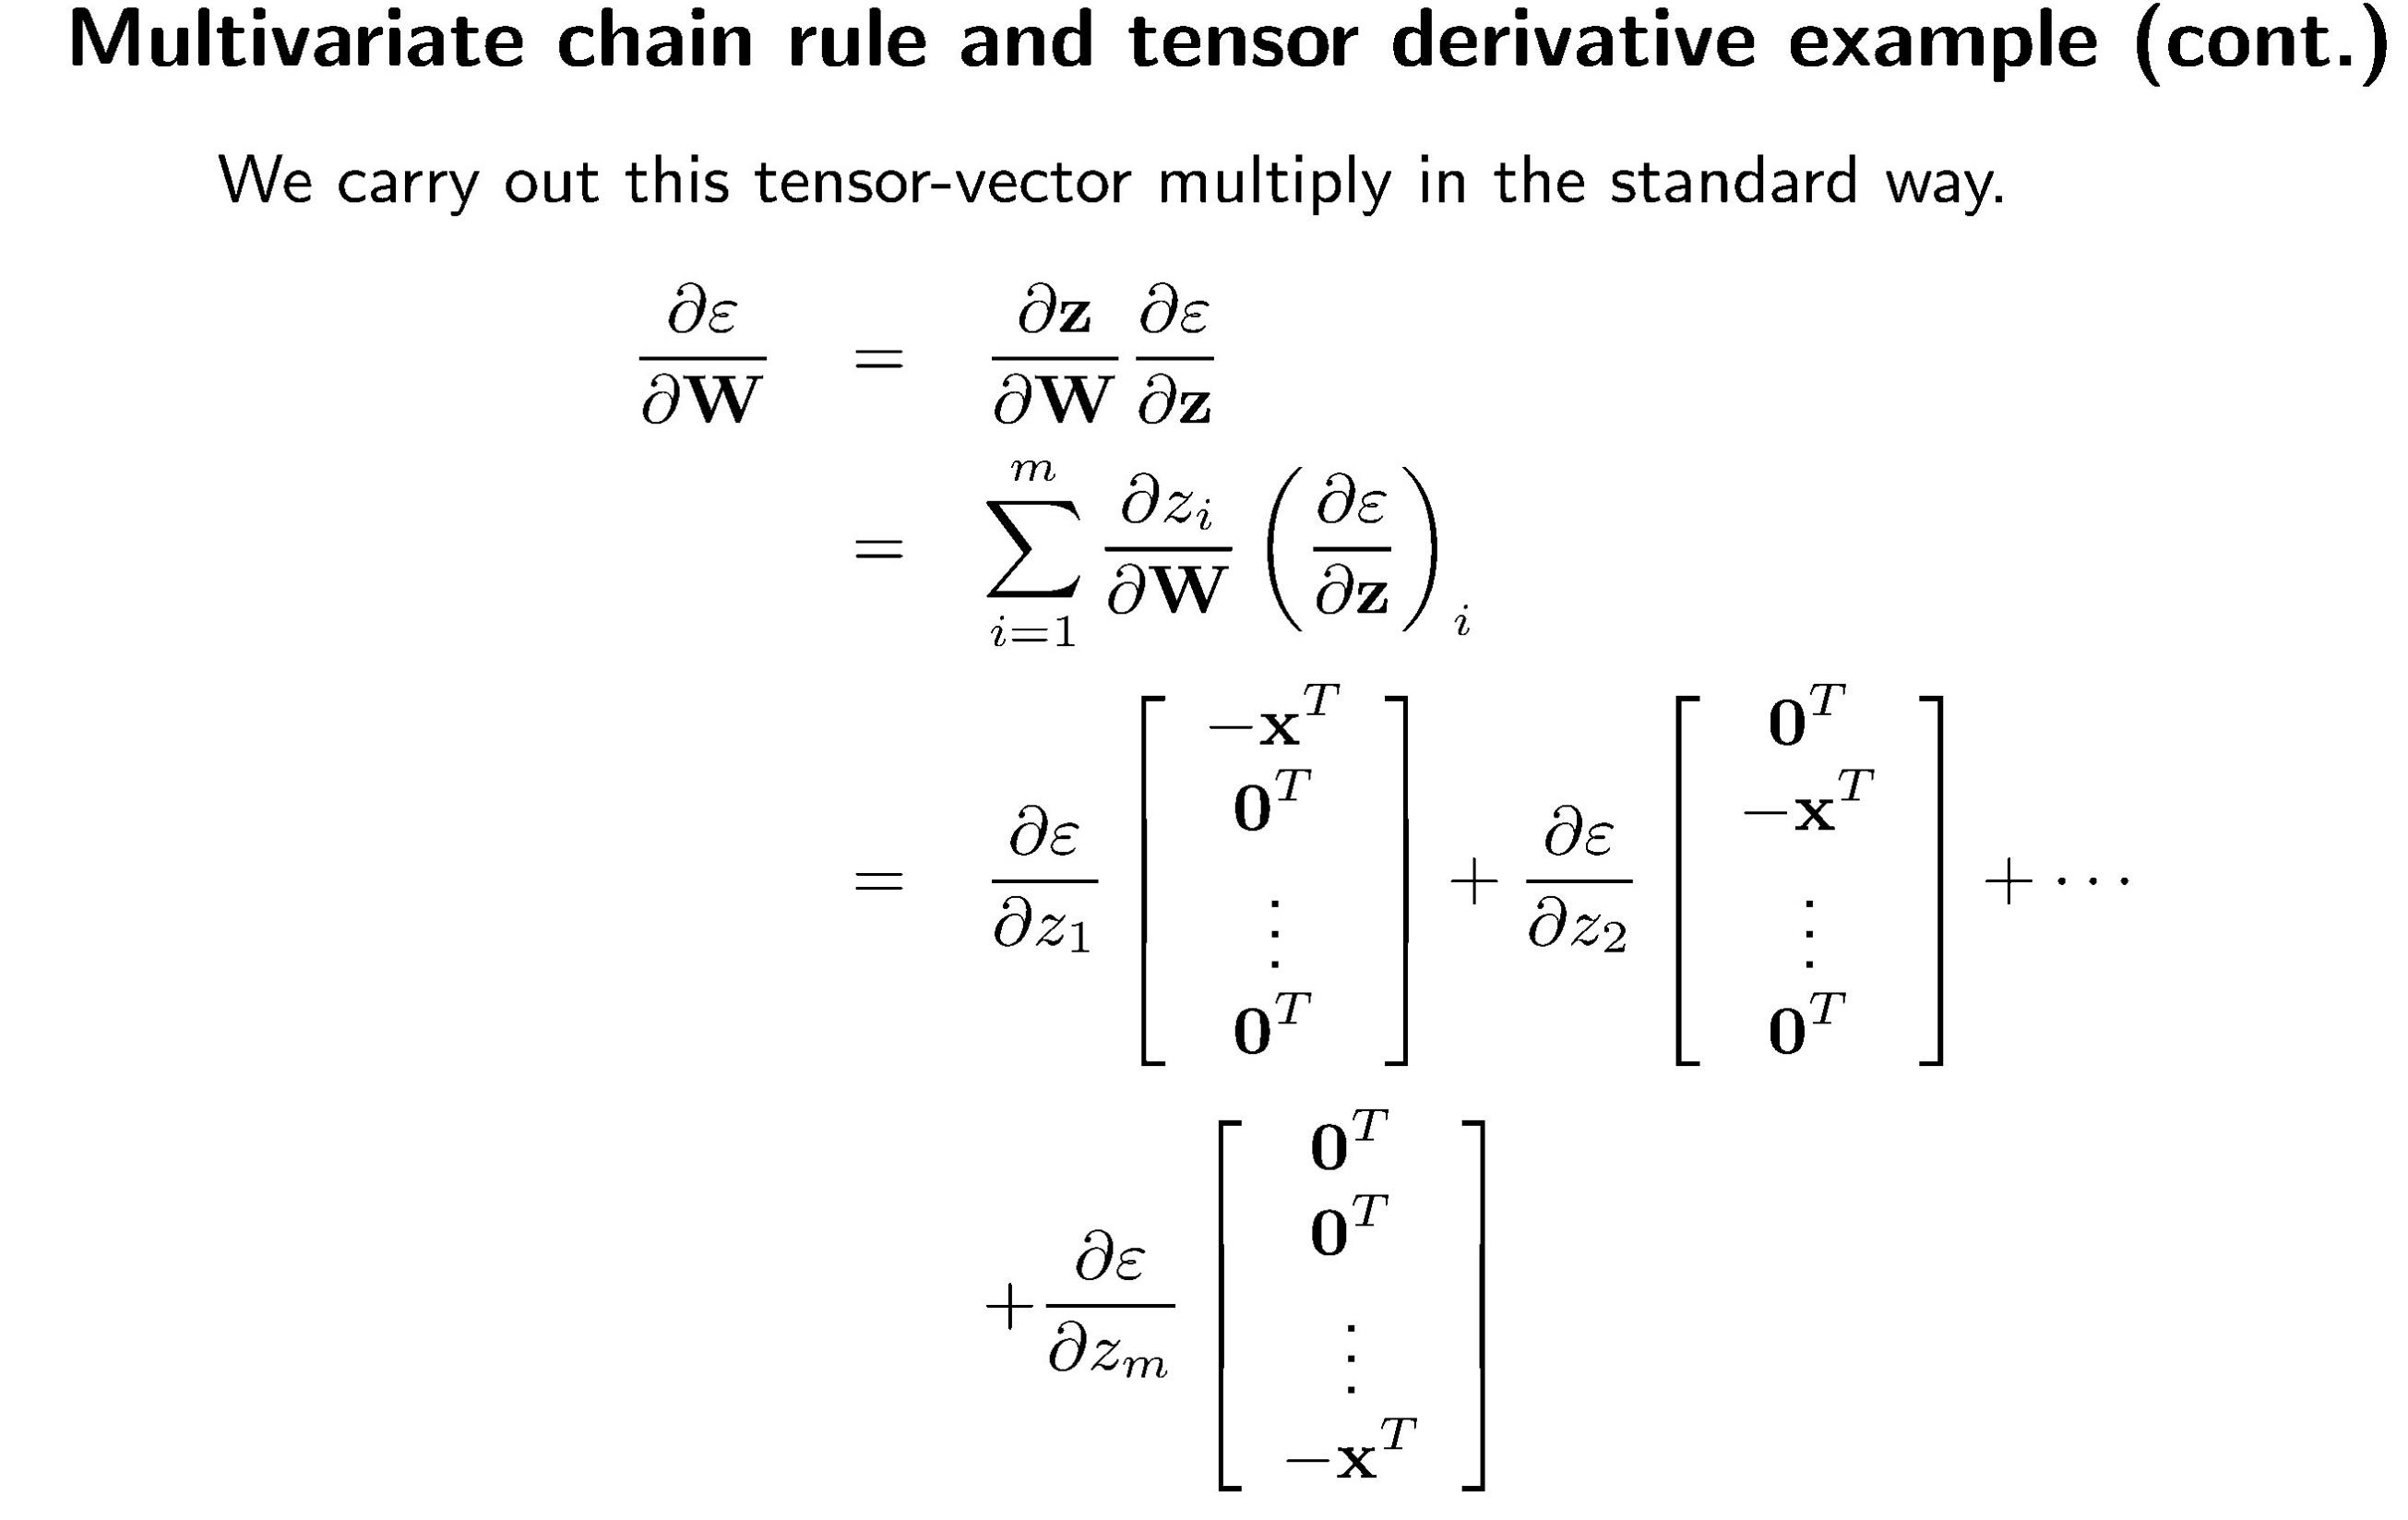 Multivariate chain rule and tensor derivative example (cont.)
We carry out this tensor-vector multiply in the standard way.
\frac{\partial \varepsilon}{\partial \mathbf{W}} = \frac{\partial \mathbf{z}}{\partial \mathbf{W}} \frac{\partial \varepsilon}{\partial \mathbf{z}}
= \sum_{i=1}^{m} \frac{\partial z_i}{\partial \mathbf{W}} \left( \frac{\partial \varepsilon}{\partial \mathbf{z}} \right)_i
= \frac{\partial \varepsilon}{\partial z_1} \begin{bmatrix} -\mathbf{x}^T \\ \mathbf{0}^T \\ \vdots \\ \mathbf{0}^T \end{bmatrix} + \frac{\partial \varepsilon}{\partial z_2} \begin{bmatrix} \mathbf{0}^T \\ -\mathbf{x}^T \\ \vdots \\ \mathbf{0}^T \end{bmatrix} + \cdots
+ \frac{\partial \varepsilon}{\partial z_m} \begin{bmatrix} \mathbf{0}^T \\ \mathbf{0}^T \\ \vdots \\ -\mathbf{x}^T \end{bmatrix}